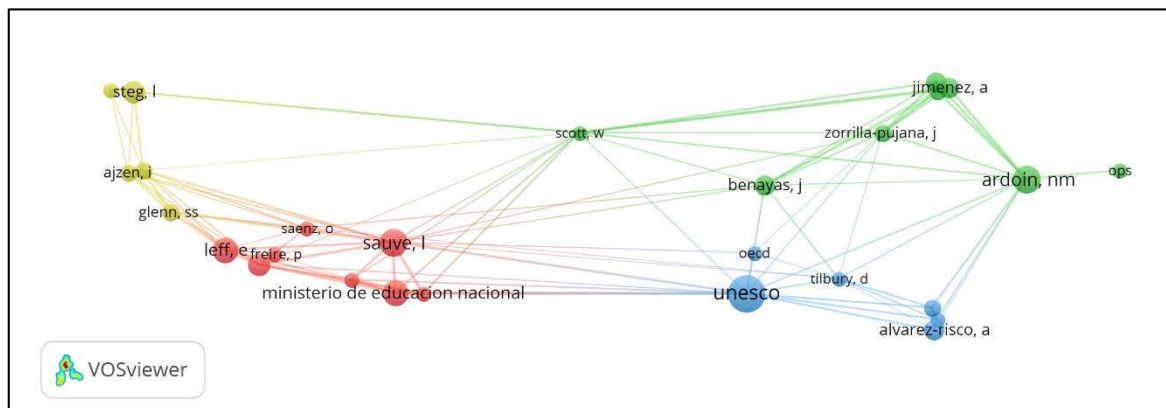 steg, l
jimenez, a
scott, w
zorrilla-pujana, j
ajzen, i
benayas, j
ardoin, nm
ops
glenn, ss
saenz, o
leff, e
freire, p
sauve, l
oecd
ministerio de educacion nacional
unesco
tilbury, d
alvarez-risco, a
VOSviewer